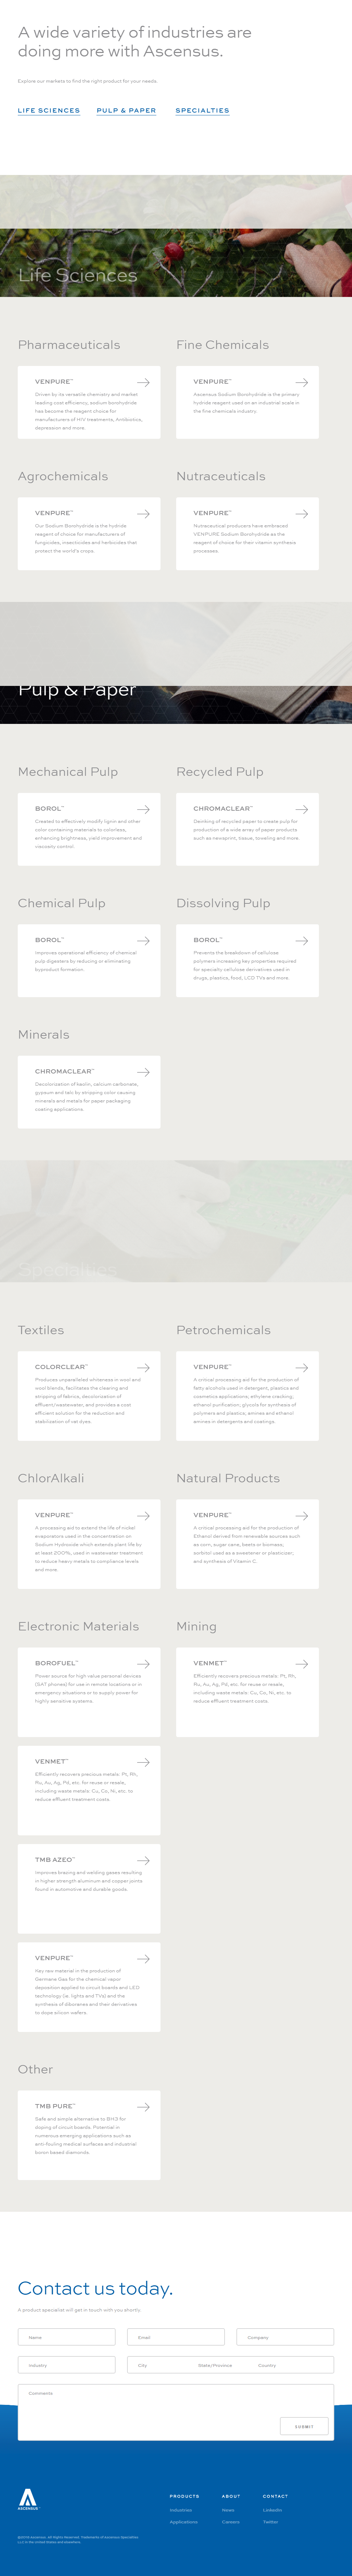 A wide variety of industries are
doing more with Ascensus.
Explore our markets to find the right product for your needs.
LIFE SCIENCES
PULP & PAPER
SPECIALTIES
Life Sciences
Pharmaceuticals
VENPURE™
Driven by its versatile chemistry and market
leading cost efficiency, sodium borohydride
has become the reagent choice for
manufacturers of HIV treatments, Antibiotics,
depression and more.
Fine Chemicals
VENPURE™
Ascensus Sodium Borohydride is the primary
hydride reagent used on an industrial scale in
the fine chemicals industry.
Agrochemicals
VENPURE™
Our Sodium Borohydride is the hydride
reagent of choice for manufacturers of
fungicides, insecticides and herbicides that
protect the world's crops.
Nutraceuticals
VENPURE™
Nutraceutical producers have embraced
VENPURE Sodium Borohydride as the
reagent of choice for their vitamin synthesis
processes.
Pulp & Paper
Mechanical Pulp
BOROL™
Created to effectively modify lignin and other
color containing materials to colorless,
enhancing brightness, yield improvement and
viscosity control.
Recycled Pulp
CHROMACLEAR™
Deinking of recycled paper to create pulp for
production of a wide array of paper products
such as newsprint, tissue, toweling and more.
Chemical Pulp
BOROL™
Improves operational efficiency of chemical
pulp digesters by reducing or eliminating
byproduct formation.
Dissolving Pulp
BOROL™
Prevents the breakdown of cellulose
polymers increasing key properties required
for specialty cellulose derivatives used in
drugs, plastics, food, LCD TVs and more.
Minerals
CHROMACLEAR™
Decolorization of kaolin, calcium carbonate,
gypsum and talc by stripping color causing
minerals and metals for paper packaging
coating applications.
Specialties
Textiles
COLORCLEAR™
Produces unparalleled whiteness in wool and
wool blends, facilitates the clearing and
stripping of fabrics, decolorization of
effluent/wastewater, and provides a cost
efficient solution for the reduction and
stabilization of vat dyes.
Petrochemicals
VENPURE™
A critical processing aid for the production of
fatty alcohols used in detergent, plastics and
cosmetics applications; ethylene cracking,
ethanol purification; glycols for synthesis of
polymers and plastics; amines and ethanol
amines in detergents and coatings.
ChlorAlkali
VENPURE™
A processing aid to extend the life of nickel
evaporators used in the concentration on
Sodium Hydroxide which extends plant life by
at least 200%; used in wastewater treatment
to reduce heavy metals to compliance levels
and more.
Natural Products
VENPURE™
A critical processing aid for the production of
Ethanol derived from renewable sources such
as corn, sugar cane, beets or biomass;
sorbitol used as a sweetener or plasticizer;
and synthesis of Vitamin C.
Electronic Materials
BOROFUEL™
Power source for high value personal devices
(SAT phones) for use in remote locations or in
emergency situations or to supply power for
highly sensitive systems.
Mining
VENMET™
Efficiently recovers precious metals: Pt, Rh,
Ru, Au, Ag, Pd, etc. for reuse or resale,
including waste metals: Cu, Co, Ni, etc. to
reduce effluent treatment costs.
VENMET™
Efficiently recovers precious metals: Pt, Rh,
Ru, Au, Ag, Pd, etc. for reuse or resale,
including waste metals: Cu, Co, Ni, etc. to
reduce effluent treatment costs.
TMB AZEO™
Improves brazing and welding gases resulting
in higher strength aluminum and copper joints
found in automotive and durable goods.
VENPURE™
Key raw material in the production of
Germane Gas for the chemical vapor
deposition applied to circuit boards and LED
technology (ie. lights and TVs) and the
synthesis of diboranes and their derivatives
to dope silicon wafers.
Other
TMB PURE™
Safe and simple alternative to BH3 for
doping of circuit boards. Potential in
numerous emerging applications such as
anti-fouling medical surfaces and industrial
boron based diamonds.
Contact us today.
A product specialist will get in touch with you shortly.
Name
Email
Company
Industry
City
State/Province
Country
Comments
SUBMIT
ASCENSUS
PRODUCTS
ABOUT
CONTACT
Industries
News
LinkedIn
Applications
Careers
Twitter
©2019 Ascensus. All Rights Reserved. Trademarks of Ascensus Specialties
LLC in the United States and elsewhere.